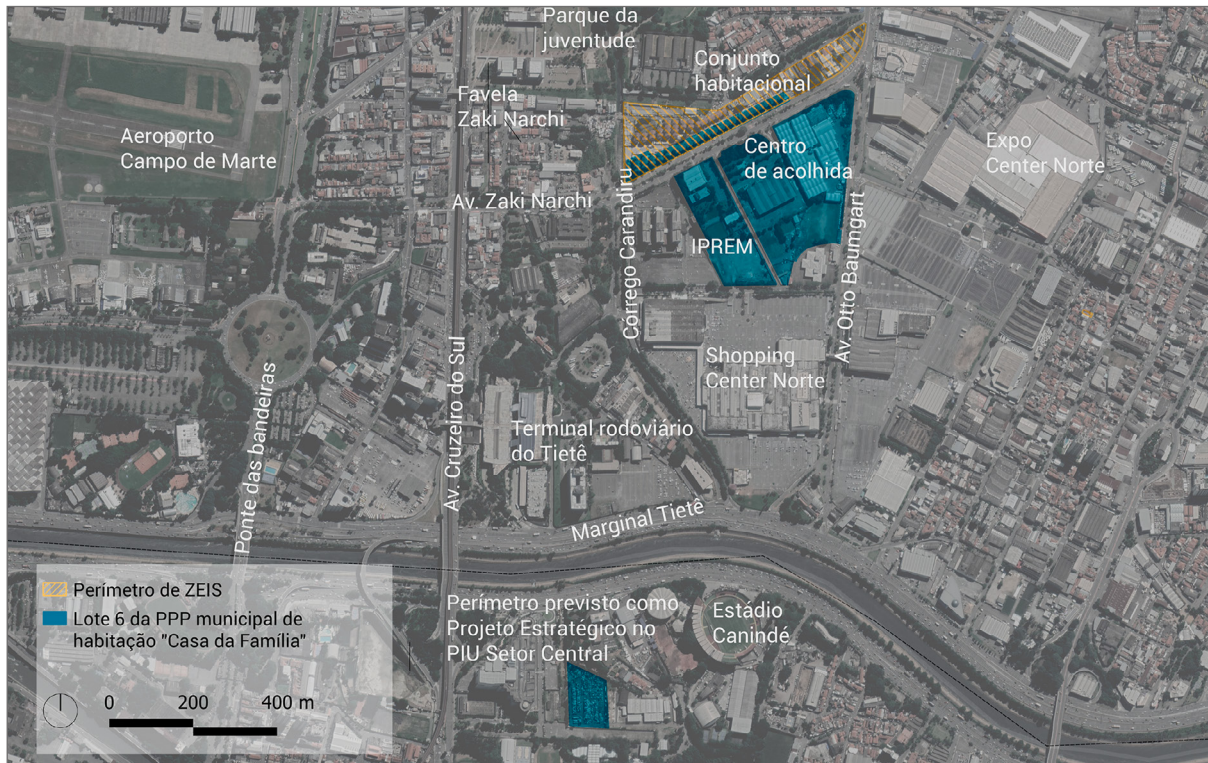 Parque da
juventude
Conjunto
habitacional
Favela
Zaki Narchi
Aeroporto
Campo de Marte
Centro
de acolhida
Expo
Center Norte
Av. Zaki Narchi
Córrego Carandiru
IPREM
Av. Otto Baumgart
Shopping
Center Norte
Av. Cruzeiro do Sul
Ponte das bandeiras
Terminal rodoviário
do Tietê
Marginal Tietê
Perímetro previsto como
Projeto Estratégico no
PIU Setor Central
Estádio
Canindé
Perímetro de ZEIS
Lote 6 da PPP municipal de
habitação "Casa da Família"
0 200 400 m